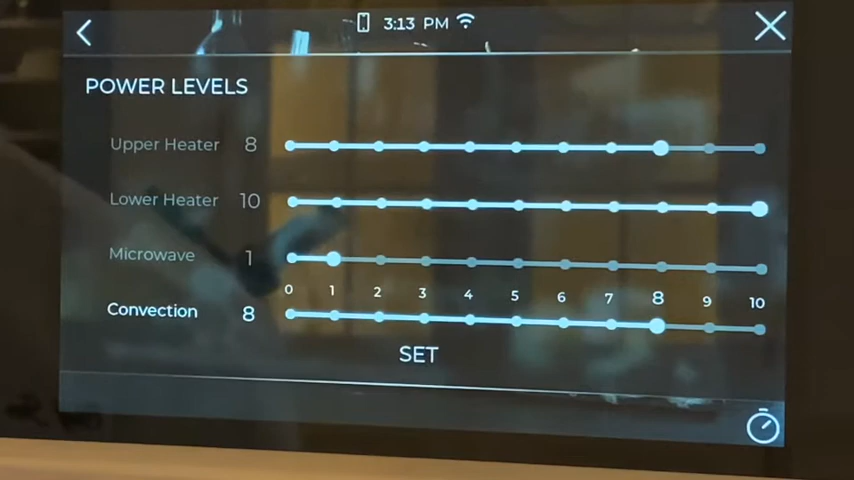 3:13 PM
POWER LEVELS
Upper Heater 8
Lower Heater 10
Microwave 1
0 1 2 3 4 5 6 7 8 9 10
Convection 8
SET